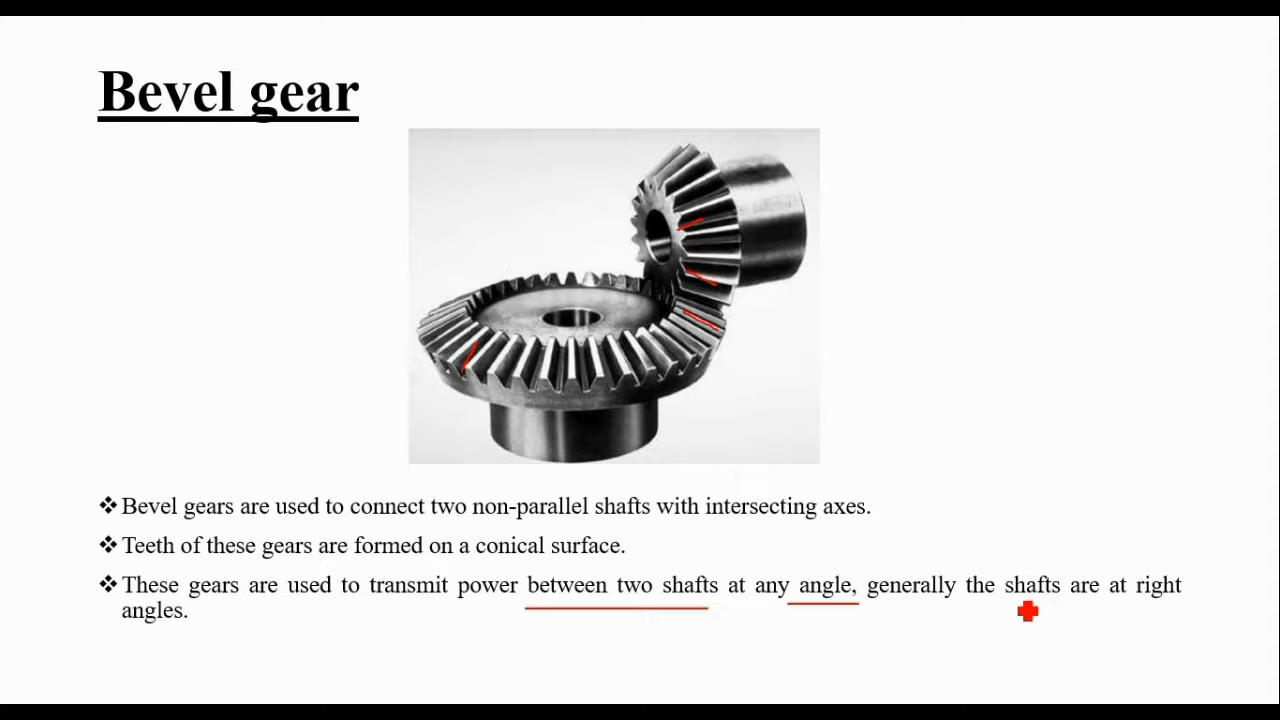 Bevel gear
❖ Bevel gears are used to connect two non-parallel shafts with intersecting axes.
❖ Teeth of these gears are formed on a conical surface.
❖ These gears are used to transmit power between two shafts at any angle, generally the shafts are at right
angles.